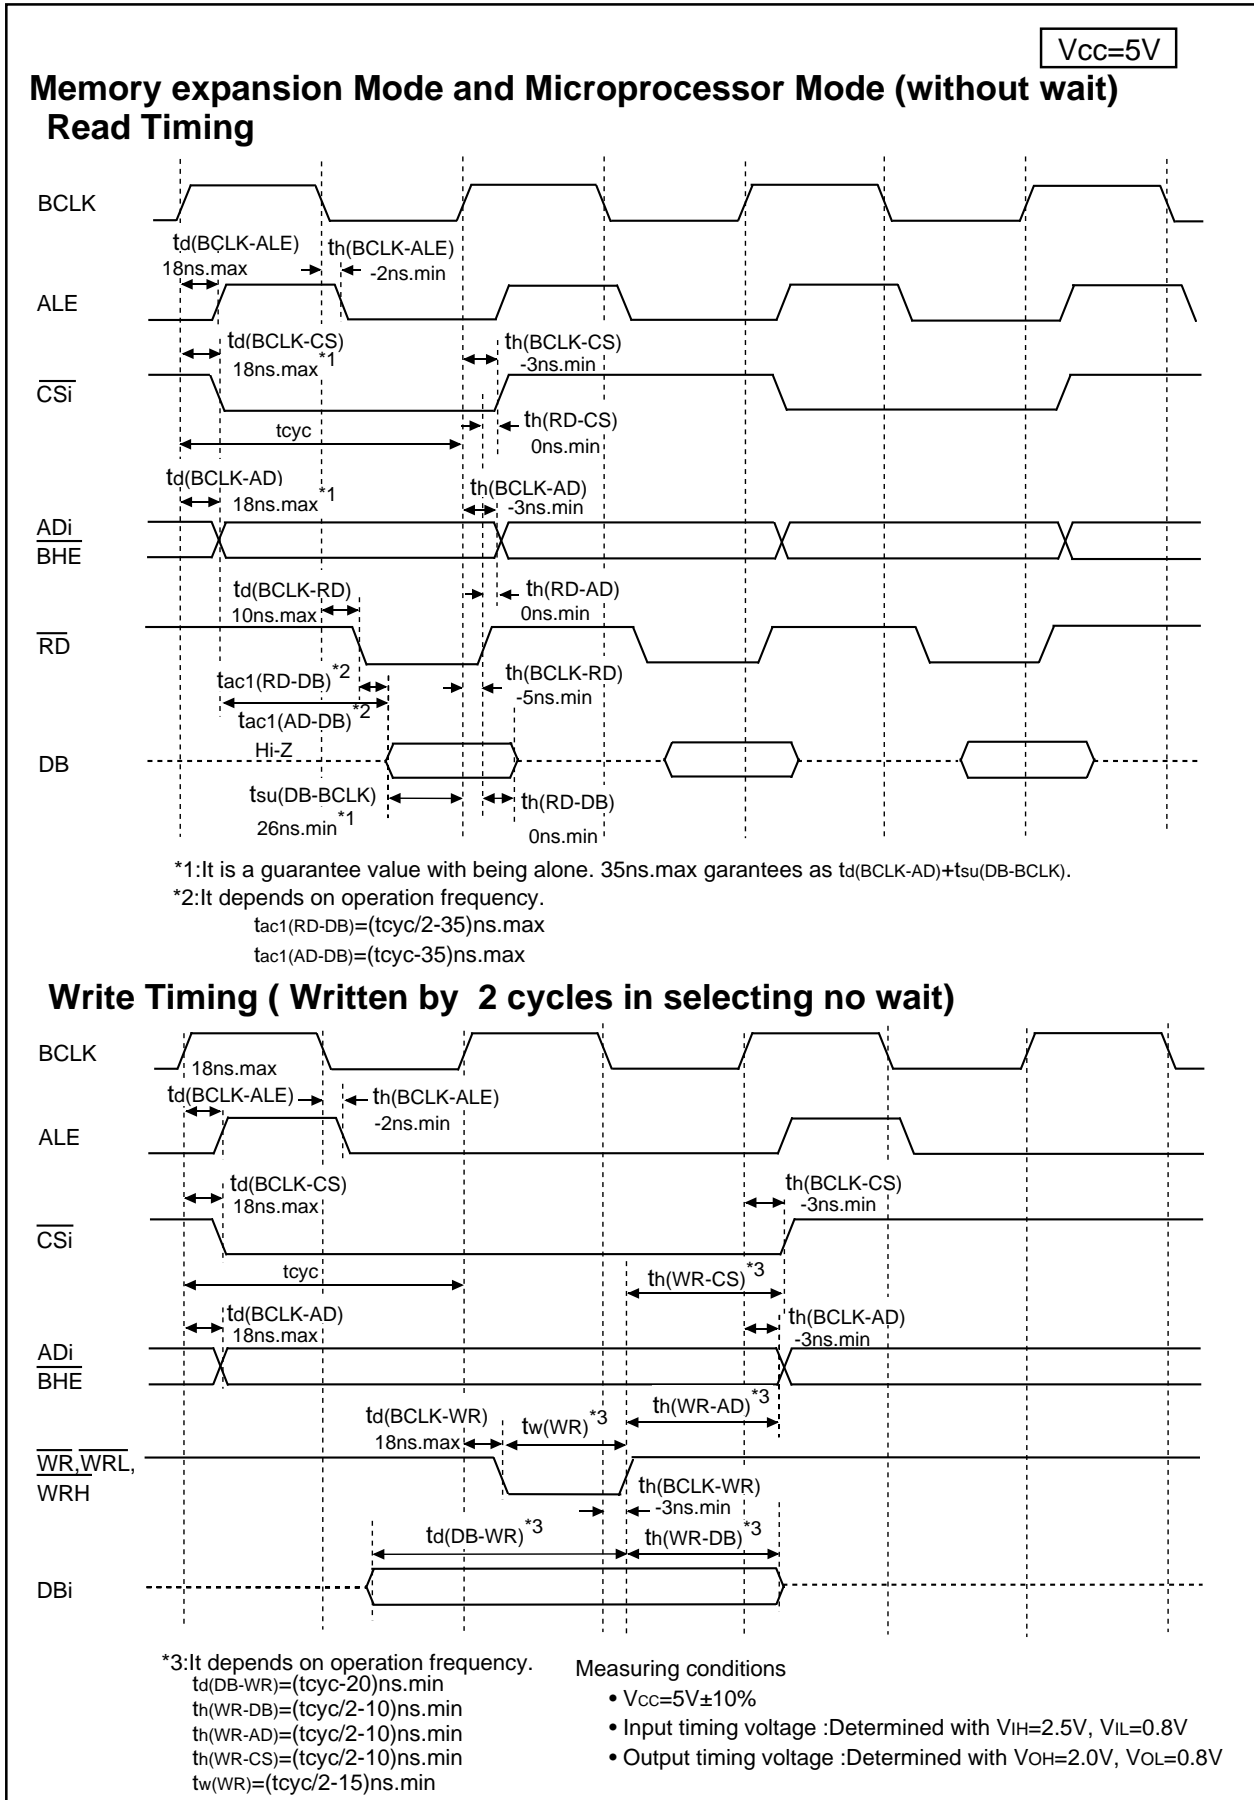 Vcc=5V
Memory expansion Mode and Microprocessor Mode (without wait)
Read Timing
BCLK
td(BCLK-ALE)
18ns.max
th(BCLK-ALE)
-2ns.min
ALE
td(BCLK-CS)
18ns.max*1
th(BCLK-CS)
-3ns.min
CSi
tcyc
th(RD-CS)
0ns.min
td(BCLK-AD)
18ns.max*1
th(BCLK-AD)
-3ns.min
ADi
BHE
td(BCLK-RD)
10ns.max
th(RD-AD)
0ns.min
RD
tac1(RD-DB)*2
th(BCLK-RD)
-5ns.min
tac1(AD-DB)*2
Hi-Z
DB
tsu(DB-BCLK)
26ns.min*1
th(RD-DB)
0ns.min
*1:It is a guarantee value with being alone. 35ns.max garantees as td(BCLK-AD)+tsu(DB-BCLK).
*2:It depends on operation frequency.
tac1(RD-DB)=(tcyc/2-35)ns.max
tac1(AD-DB)=(tcyc-35)ns.max
Write Timing ( Written by 2 cycles in selecting no wait)
BCLK
18ns.max
td(BCLK-ALE)
th(BCLK-ALE)
-2ns.min
ALE
td(BCLK-CS)
18ns.max
th(BCLK-CS)
-3ns.min
CSi
tcyc
th(WR-CS)*3
td(BCLK-AD)
18ns.max
th(BCLK-AD)
-3ns.min
ADi
BHE
td(BCLK-WR)
18ns.max
tw(WR)*3
th(WR-AD)*3
WR,WRL,
WRH
th(BCLK-WR)
-3ns.min
td(DB-WR)*3
th(WR-DB)*3
DBi
*3:It depends on operation frequency.
td(DB-WR)=(tcyc-20)ns.min
th(WR-DB)=(tcyc/2-10)ns.min
th(WR-AD)=(tcyc/2-10)ns.min
th(WR-CS)=(tcyc/2-10)ns.min
tw(WR)=(tcyc/2-15)ns.min
Measuring conditions
• VCC=5V±10%
• Input timing voltage :Determined with VIH=2.5V, VIL=0.8V
• Output timing voltage :Determined with VOH=2.0V, VOL=0.8V